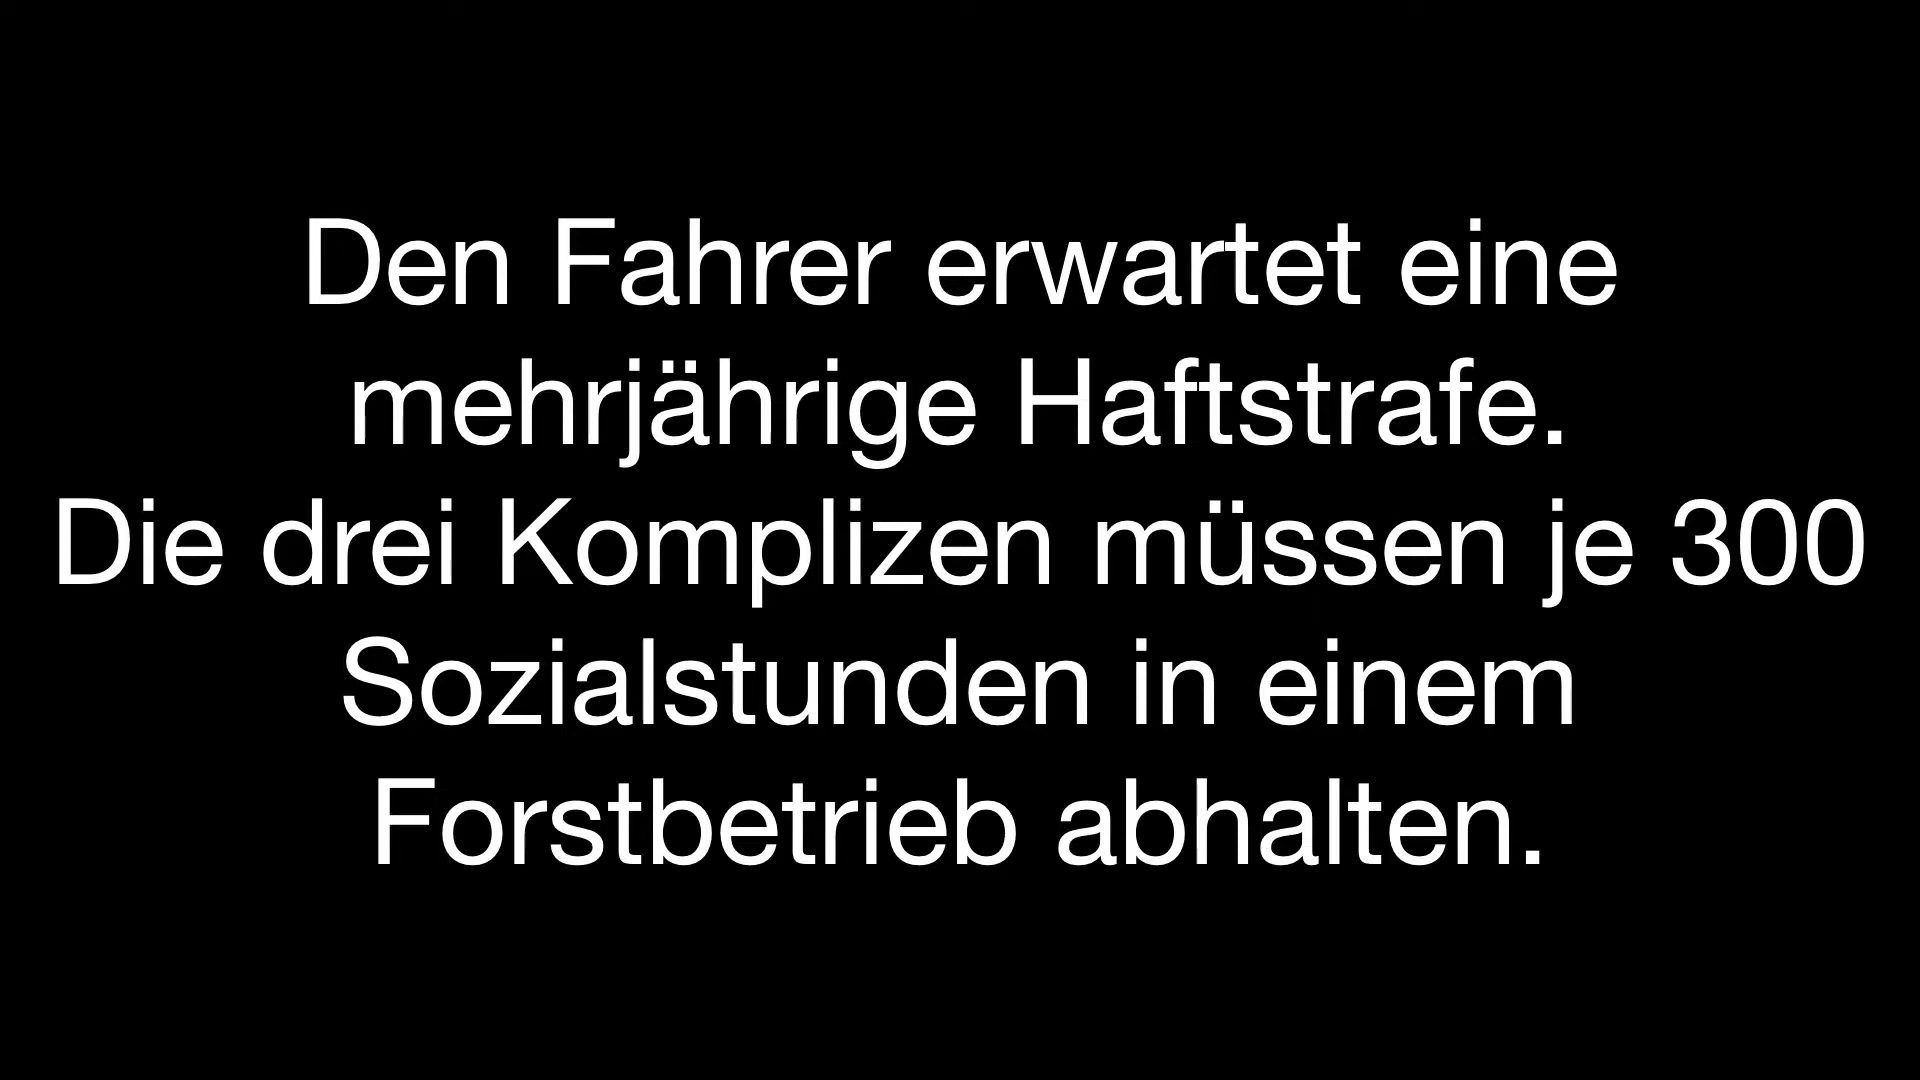 Den Fahrer erwartet eine
mehrjährige Haftstrafe.
Die drei Komplizen müssen je 300
Sozialstunden in einem
Forstbetrieb abhalten.